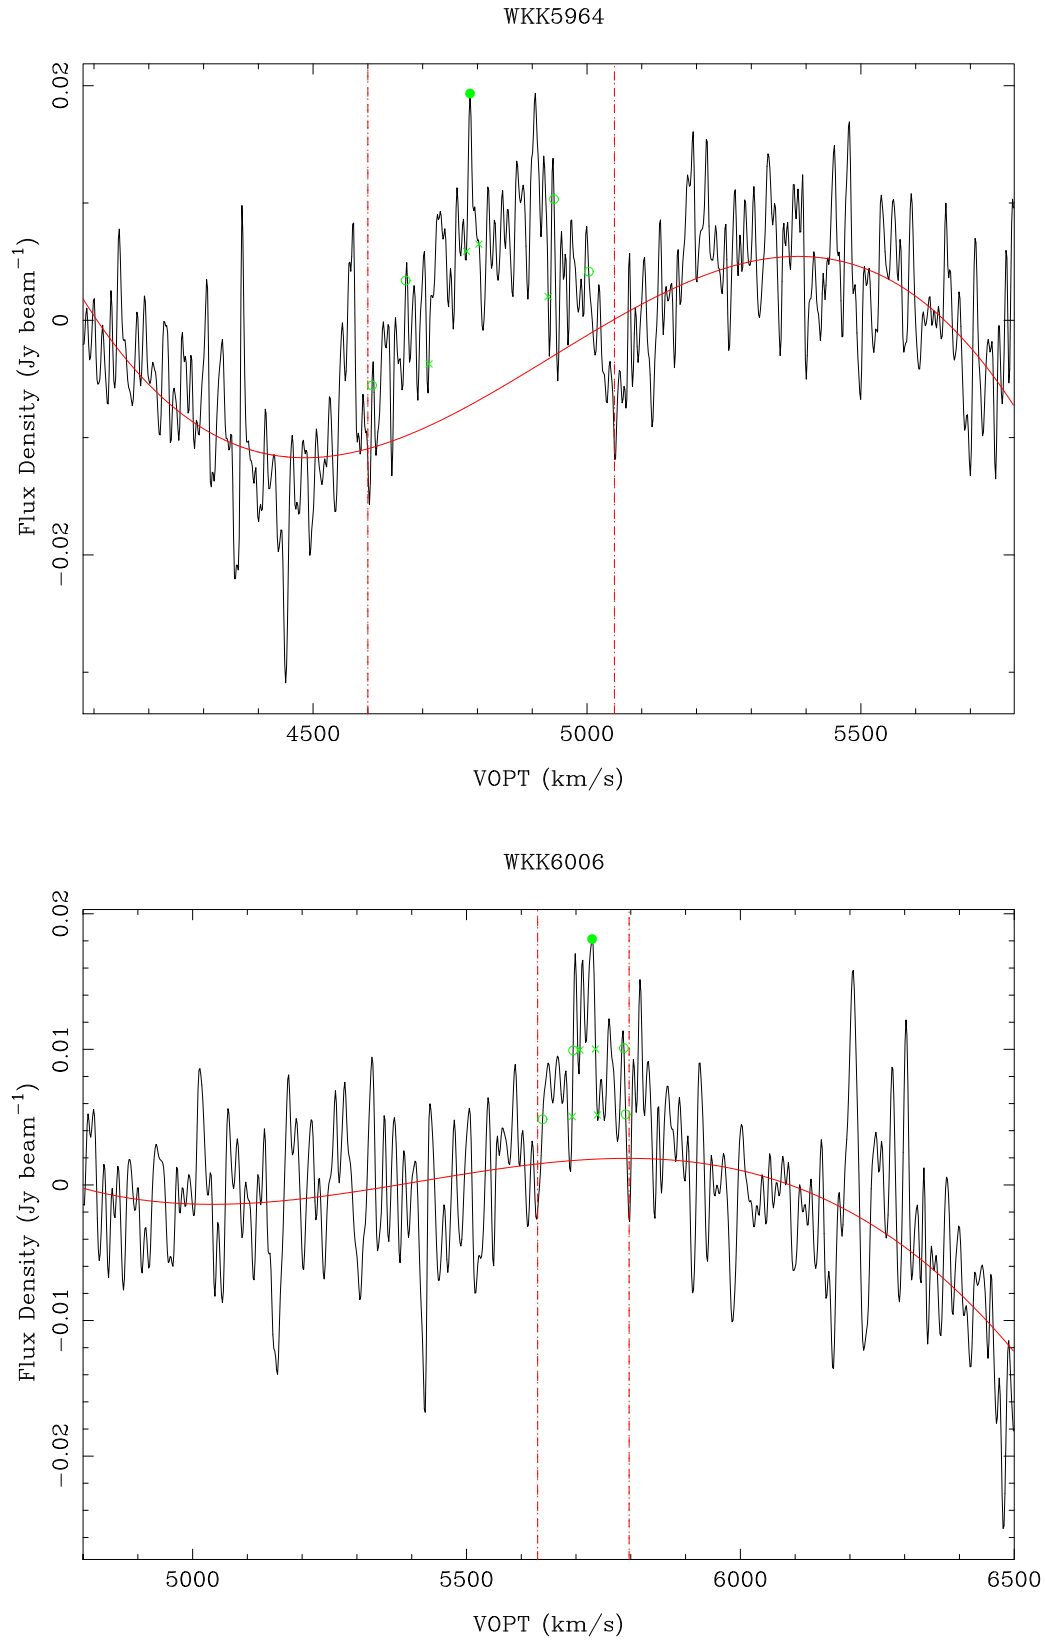 WKK5964
0.02
0
−0.02
Flux Density (Jy beam⁻¹)
4500 5000 5500
VOPT (km/s)
WKK6006
0.02
0.01
0
−0.01
−0.02
Flux Density (Jy beam⁻¹)
5000 5500 6000 6500
VOPT (km/s)